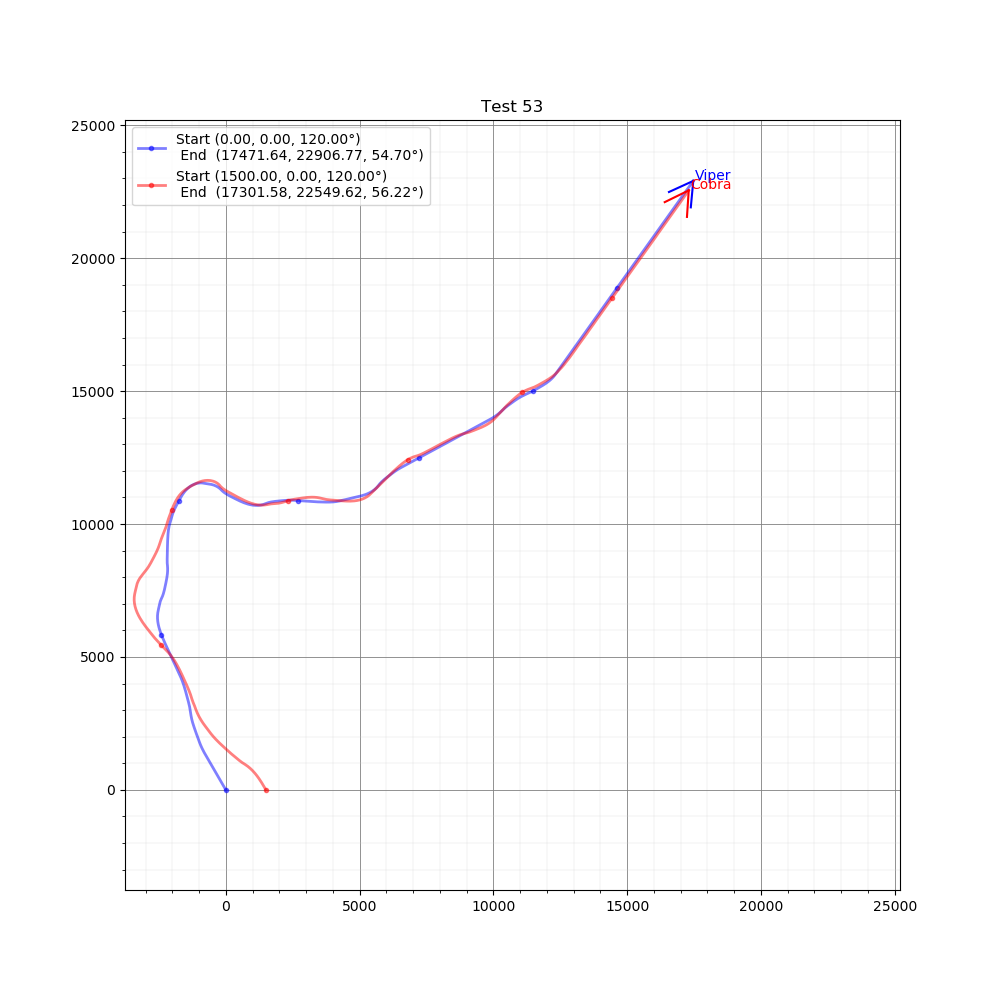 Test 53
25000
20000
15000
10000
5000
0
Start (0.00, 0.00, 120.00°)
End  (17471.64, 22906.77, 54.70°)
Start (1500.00, 0.00, 120.00°)
End  (17301.58, 22549.62, 56.22°)
Viper
Cobra
0
5000
10000
15000
20000
25000